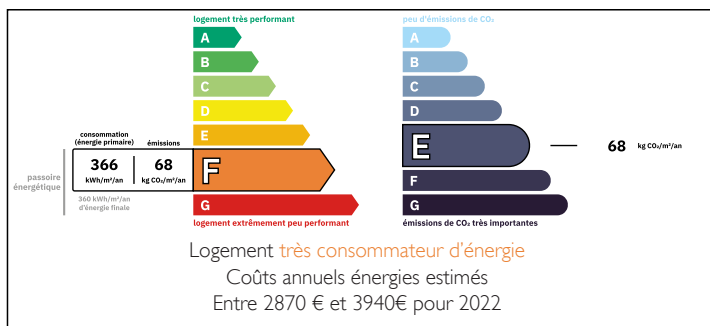 logement très performant
A
B
C
D
E
consommation
(énergie primaire)
émissions
366
kWh/m²/an
68
kg CO₂/m²/an
F
passoire
énergétique
360 kWh/m²/an
d'énergie finale
G
logement extrêmement peu performant
peu d'émissions de CO₂
A
B
C
D
E
68 kg CO₂/m²/an
F
G
émissions de CO₂ très importantes
Logement très consommateur d'énergie
Coûts annuels énergies estimés
Entre 2870 € et 3940€ pour 2022